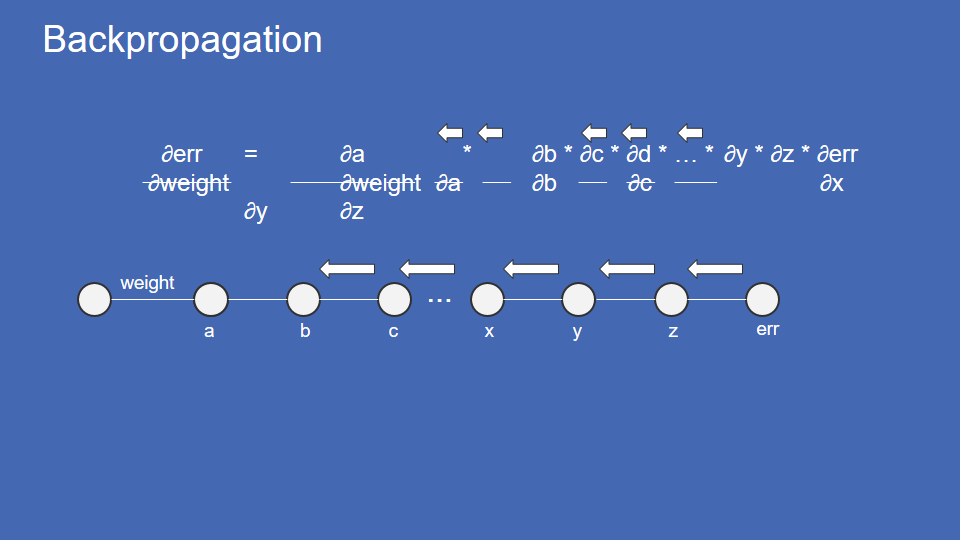 Backpropagation
∂err = ∂a * ∂b * ∂c * ∂d * … * ∂y * ∂z * ∂err
∂weight ∂weight ∂a ∂b ∂c ∂x
∂y ∂z
weight
...
a b c x y z err